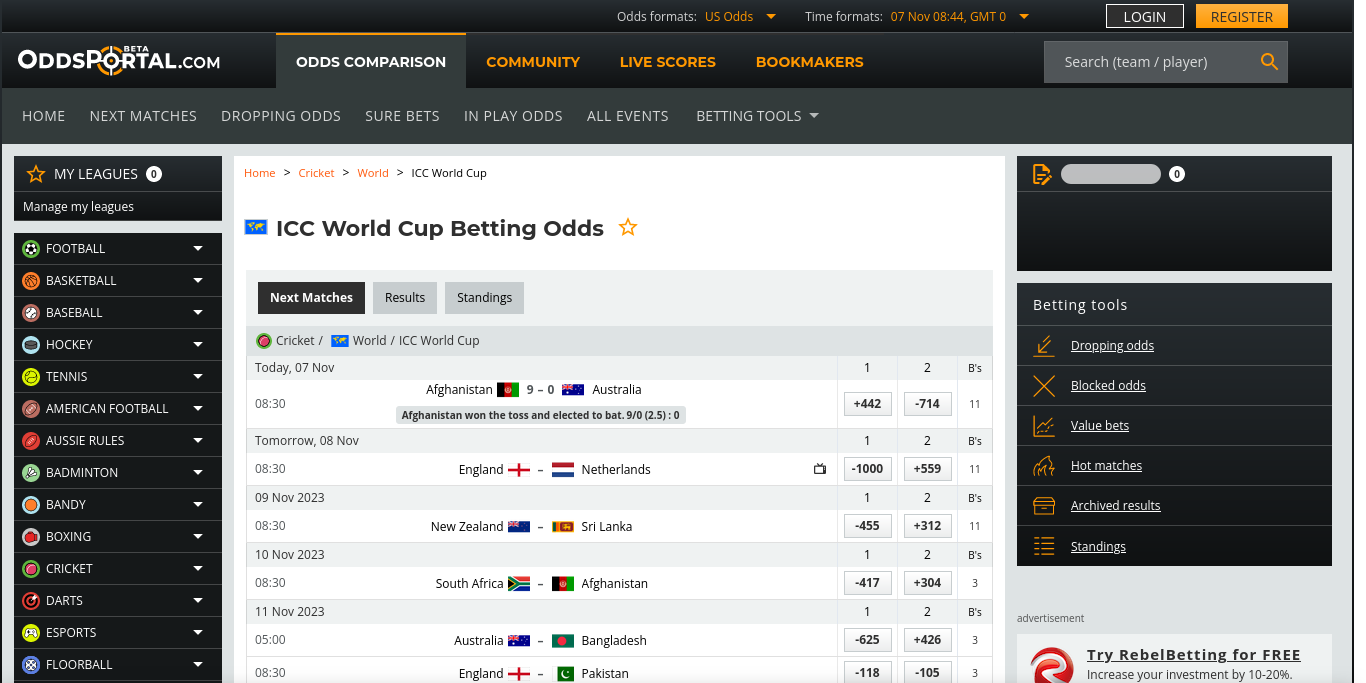 Odds formats: US Odds Time formats: 07 Nov 08:44, GMT 0 LOGIN REGISTER
ODDSPORTAL.COM BETA ODDS COMPARISON COMMUNITY LIVE SCORES BOOKMAKERS Search (team / player)
HOME NEXT MATCHES DROPPING ODDS SURE BETS IN PLAY ODDS ALL EVENTS BETTING TOOLS
MY LEAGUES 0
Manage my leagues
FOOTBALL
BASKETBALL
BASEBALL
HOCKEY
TENNIS
AMERICAN FOOTBALL
AUSSIE RULES
BADMINTON
BANDY
BOXING
CRICKET
DARTS
ESPORTS
FLOORBALL
Home > Cricket > World > ICC World Cup
ICC World Cup Betting Odds
Next Matches Results Standings
Cricket / World / ICC World Cup
Today, 07 Nov 1 2 B's
Afghanistan 9 – 0 Australia
08:30 +442 -714 11
Afghanistan won the toss and elected to bat. 9/0 (2.5) : 0
Tomorrow, 08 Nov 1 2 B's
08:30 England – Netherlands -1000 +559 11
09 Nov 2023 1 2 B's
08:30 New Zealand – Sri Lanka -455 +312 11
10 Nov 2023 1 2 B's
08:30 South Africa – Afghanistan -417 +304 3
11 Nov 2023 1 2 B's
05:00 Australia – Bangladesh -625 +426 3
08:30 England – Pakistan -118 -105 3
0
Betting tools
Dropping odds
Blocked odds
Value bets
Hot matches
Archived results
Standings
advertisement
Try RebelBetting for FREE
Increase your investment by 10-20%.